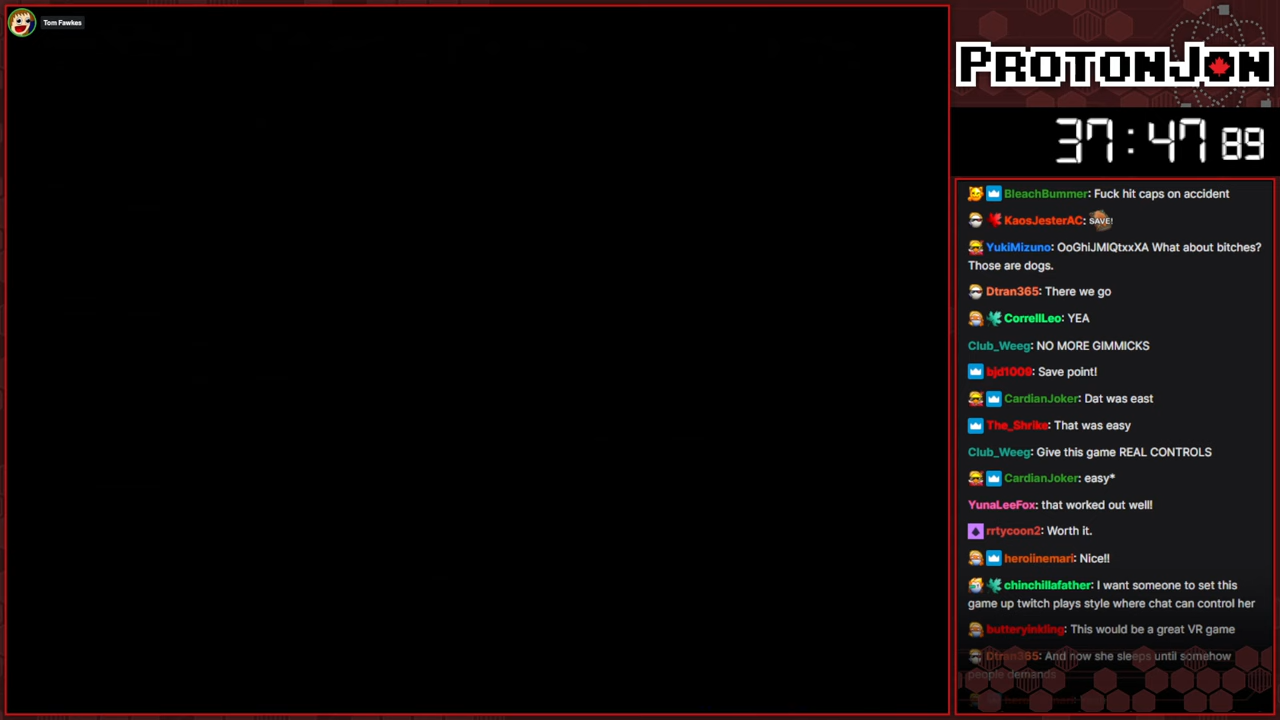 Tom Fawkes
PROTONJON
37:47 89
BleachBummer: Fuck hit caps on accident
KaosJesterAC: SAVE!
YukiMizuno: OoGhiJMIQtxxXA What about bitches?
Those are dogs.
Dtran365: There we go
CorrellLeo: YEA
Club_Weeg: NO MORE GIMMICKS
bjd1009: Save point!
CardianJoker: Dat was east
The_Shrike: That was easy
Club_Weeg: Give this game REAL CONTROLS
CardianJoker: easy*
YunaLeeFox: that worked out well!
rrtycoon2: Worth it.
heroiinemari: Nice!!
chinchillafather: I want someone to set this
game up twitch plays style where chat can control her
butteryinkling: This would be a great VR game
Dtran365: And now she sleeps until somehow
people demands